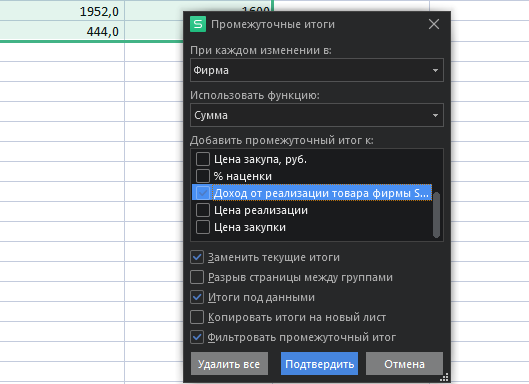 1952,0 1600
444,0
Промежуточные итоги
При каждом изменении в:
Фирма
Использовать функцию:
Сумма
Добавить промежуточный итог к:
Цена закупа, руб.
% наценки
Доход от реализации товара фирмы S...
Цена реализации
Цена закупки
Заменить текущие итоги
Разрыв страницы между группами
Итоги под данными
Копировать итоги на новый лист
Фильтровать промежуточный итог
Удалить все Подтвердить Отмена